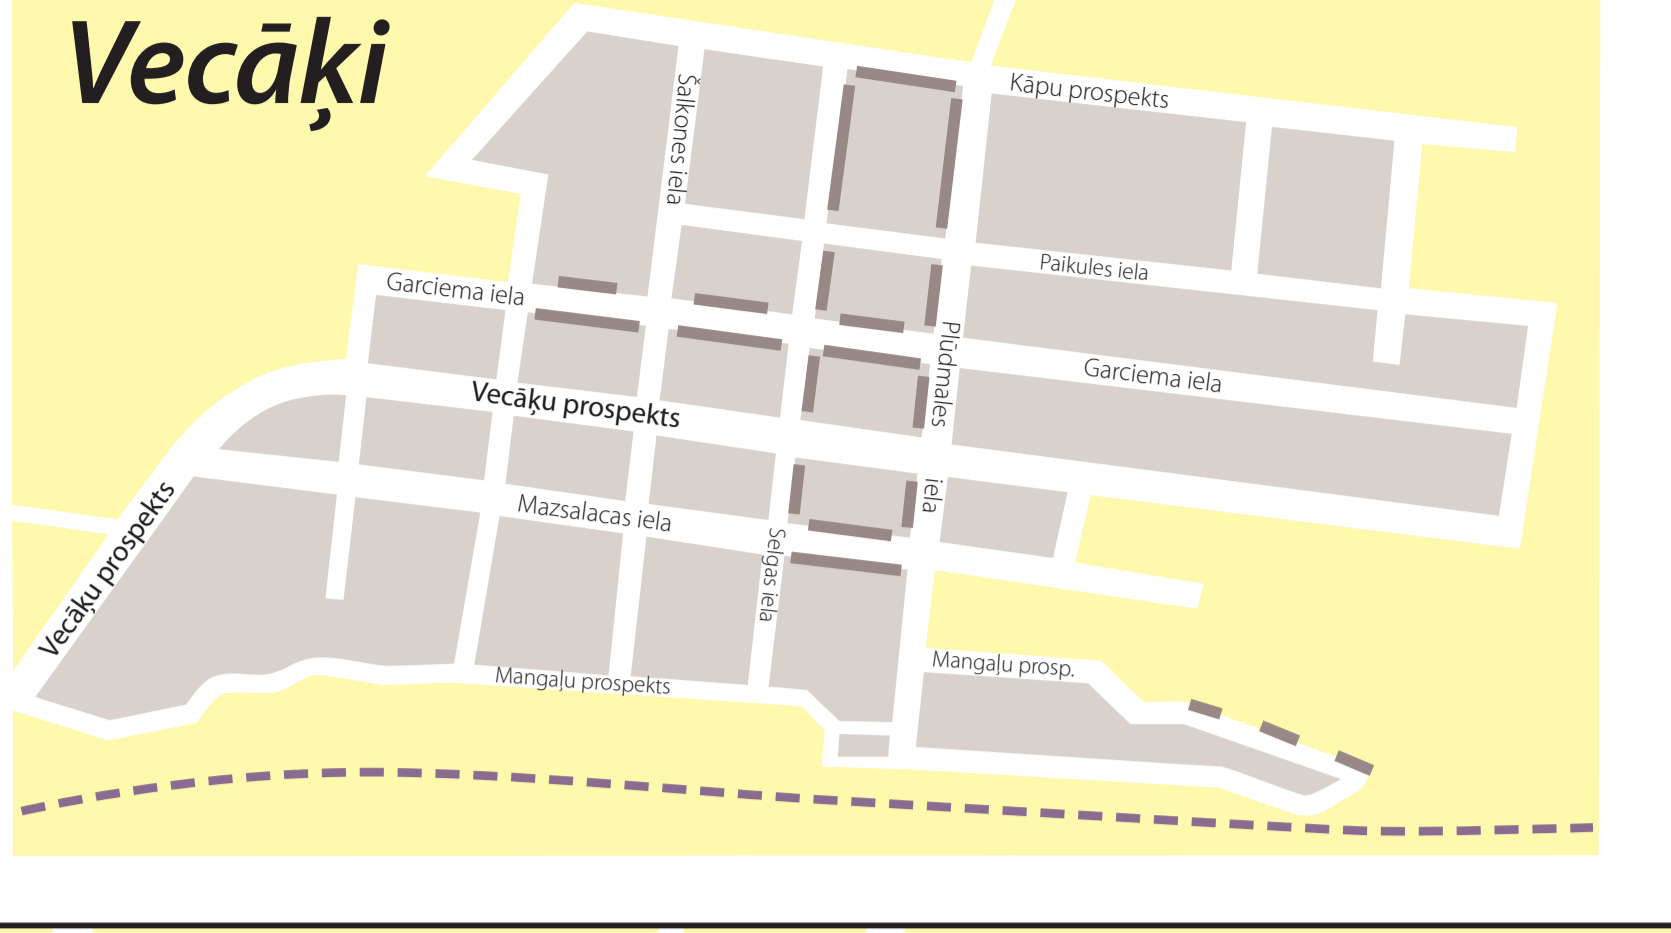 Vecāķi
Kāpu prospekts
Šalkones iela
Paikules iela
Garciema iela
Plūdmales iela
Garciema iela
Vecāķu prospekts
Mazsalacas iela
Vecāķu prospekts
Selgas iela
Mangaļu prosp.
Mangaļu prospekts